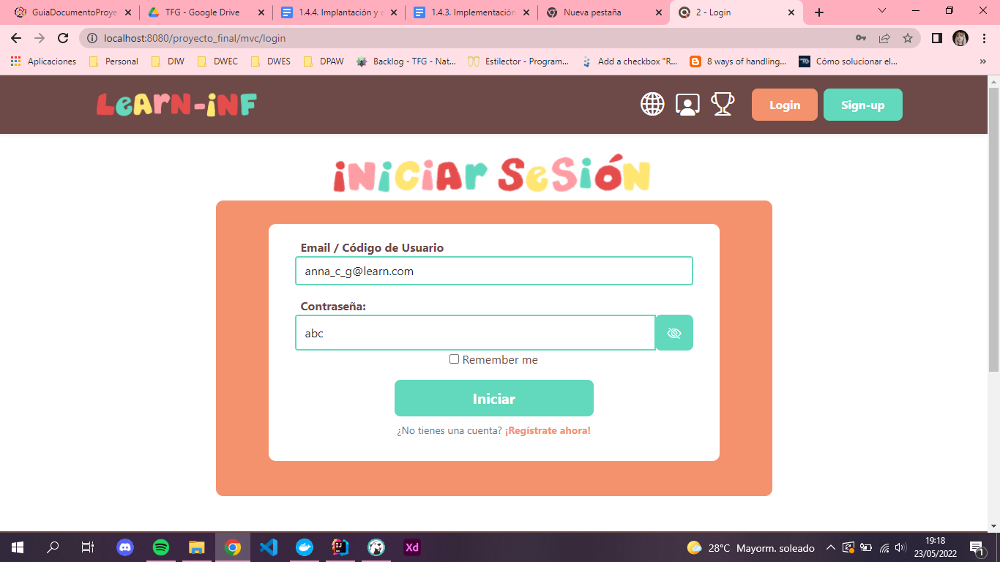 GuiaDocumentoProye
TFG - Google Drive
1.4.4. Implantación y c
1.4.3. Implementación
Nueva pestaña
2 - Login
localhost:8080/proyecto_final/mvc/login
Aplicaciones
Personal
DIW
DWEC
DWES
DPAW
Backlog - TFG - Nat...
Estilector - Program...
Add a checkbox "R...
8 ways of handling...
Cómo solucionar el...
»
LeArN-iNF
Login
Sign-up
iNiCiAr SeSiÓN
Email / Código de Usuario
anna_c_g@learn.com
Contraseña:
abc
Remember me
Iniciar
¿No tienes una cuenta? ¡Regístrate ahora!
Xd
28°C Mayorm. soleado
19:18
23/05/2022
1